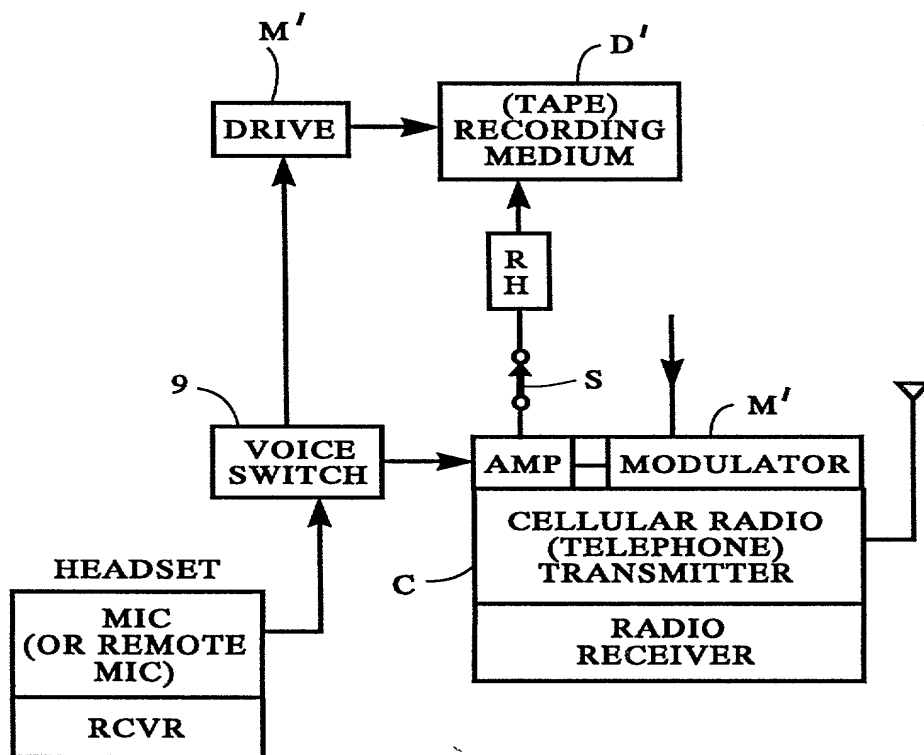 M'
D'
DRIVE
(TAPE)
RECORDING
MEDIUM
R
H
S
9
M'
VOICE
SWITCH
AMP
MODULATOR
CELLULAR RADIO
(TELEPHONE)
TRANSMITTER
C
HEADSET
MIC
(OR REMOTE
MIC)
RADIO
RECEIVER
RCVR